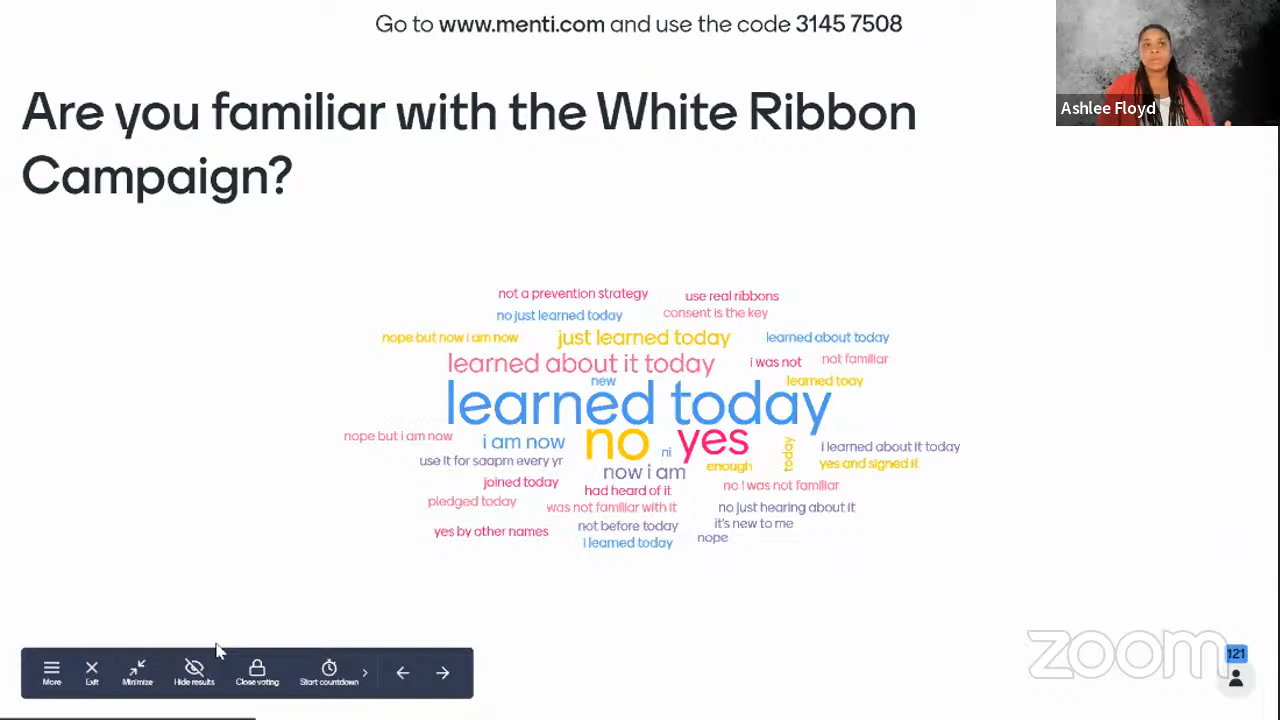 Go to www.menti.com and use the code 3145 7508
Ashlee Floyd
Are you familiar with the White Ribbon
Campaign?
not a prevention strategy
use real ribbons
no just learned today
consent is the key
nope but now i am now
just learned today
learned about today
learned about it today
i was not
not familiar
new
learned toay
learned today
nope but i am now
i am now
no
yes
ni
today
i learned about it today
use it for saapm every yr
now i am
enough
yes and signed it
joined today
had heard of it
no i was not familiar
pledged today
was not familiar with it
no just hearing about it
yes by other names
not before today
it's new to me
i learned today
nope
zoom
121
More
Exit
Minimize
Hide results
Close voting
Start countdown